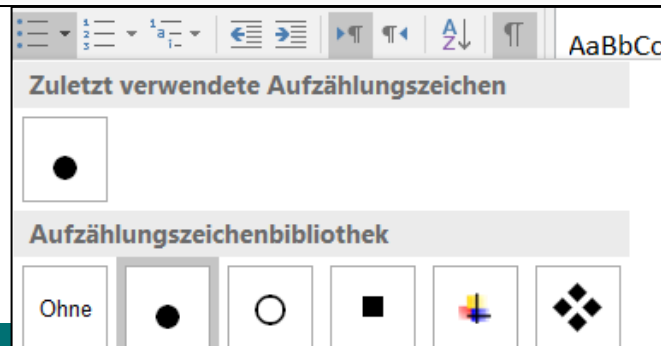 AaBbCc
Zuletzt verwendete Aufzählungszeichen
Aufzählungszeichenbibliothek
Ohne